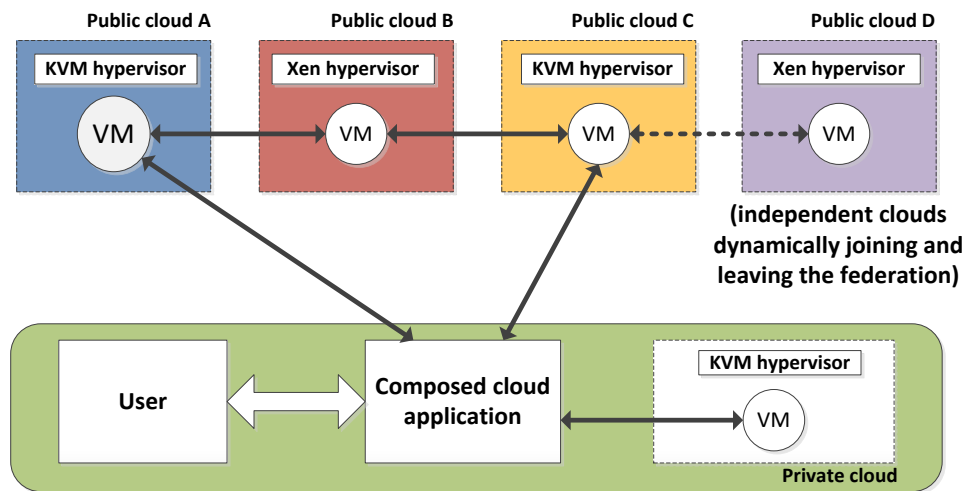 Public cloud A
Public cloud B
Public cloud C
Public cloud D
KVM hypervisor
Xen hypervisor
KVM hypervisor
Xen hypervisor
VM
VM
VM
VM
(independent clouds
dynamically joining and
leaving the federation)
User
Composed cloud
application
KVM hypervisor
VM
Private cloud